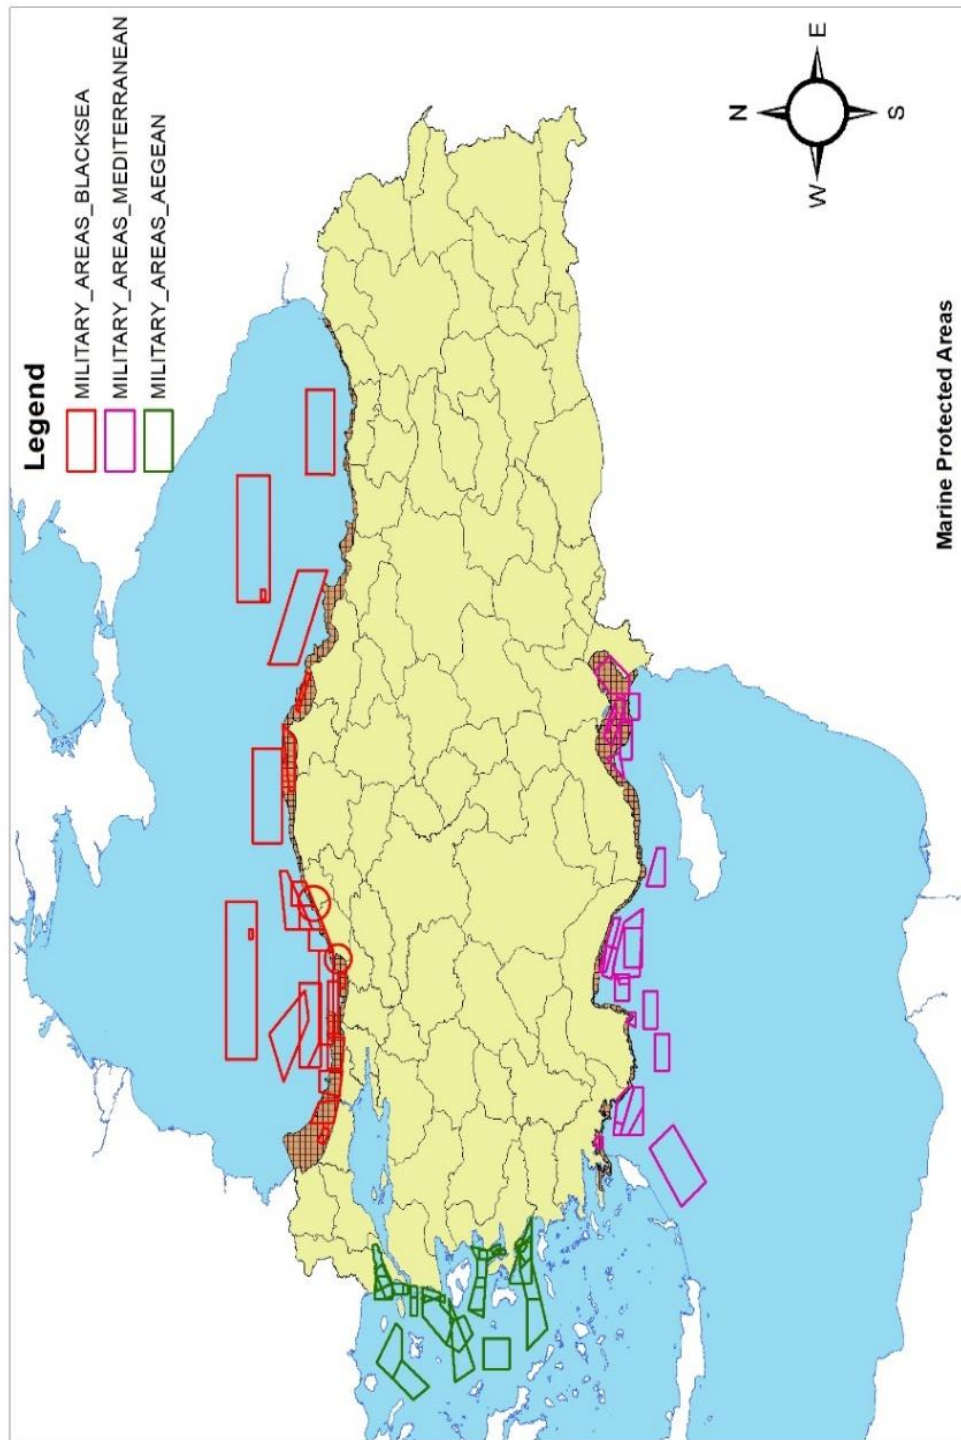 Legend
MILITARY_AREAS_BLACKSEA
MILITARY_AREAS_MEDITERRANEAN
MILITARY_AREAS_AEGEAN
N
W
E
S
Marine Protected Areas